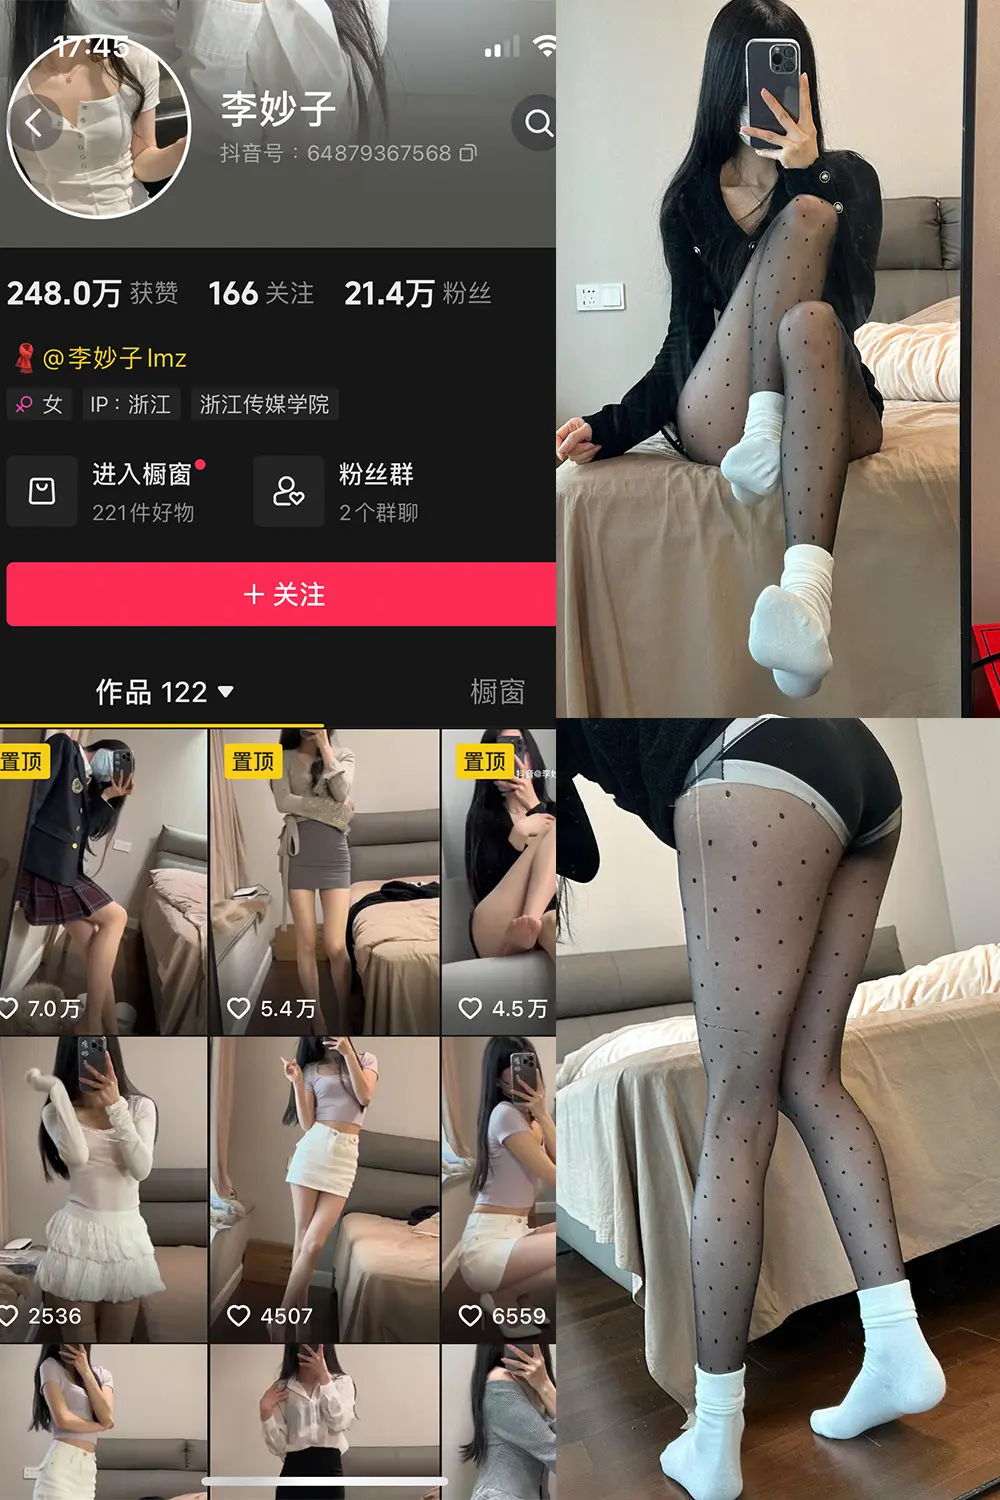 17:45
李妙子
抖音号：64879367568
248.0万 获赞 166 关注 21.4万 粉丝
@李妙子lmz
女 IP：浙江 浙江传媒学院
进入橱窗 粉丝群
221件好物 2个群聊
+ 关注
作品 122 橱窗
置顶 置顶 置顶
抖音@李妙
7.0万 5.4万 4.5万
2536 4507 6559